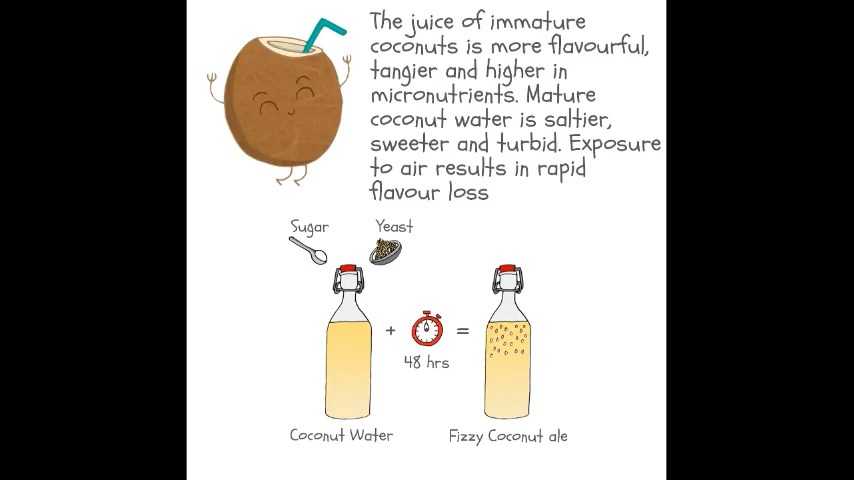 The juice of immature
coconuts is more flavourful,
tangier and higher in
micronutrients. Mature
coconut water is saltier,
sweeter and turbid. Exposure
to air results in rapid
flavour loss
Sugar Yeast
+ =
48 hrs
Coconut Water Fizzy Coconut ale